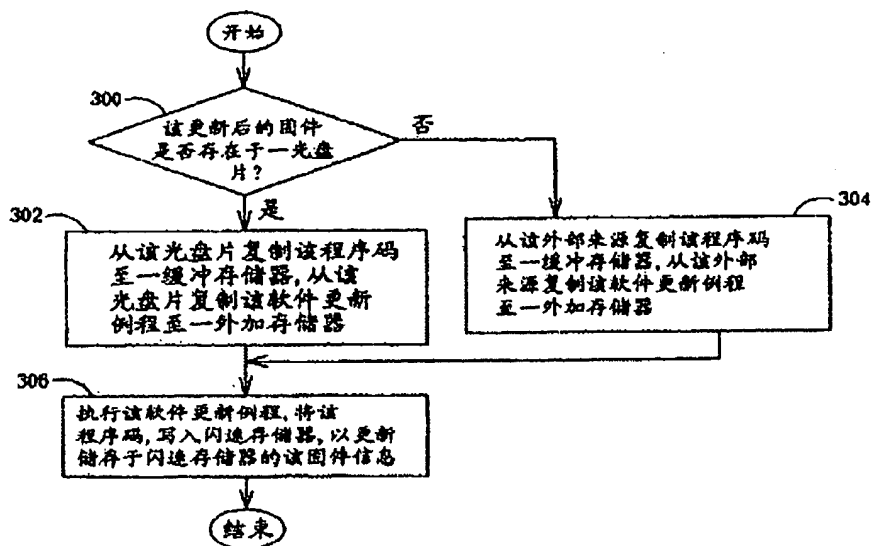 开始
300
该更新后的固件
是否存在于一光盘
片?
否
是
302
从该光盘片复制该程序码
至一缓冲存储器,从该
光盘片复制该软件更新
例程至一外加存储器
304
从该外部来源复制该程序码
至一缓冲存储器,从该外部
来源复制该软件更新例程
至一外加存储器
306
执行该软件更新例程,将该
程序码,写入闪速存储器,以更新
储存于闪速存储器的该固件信息
结束